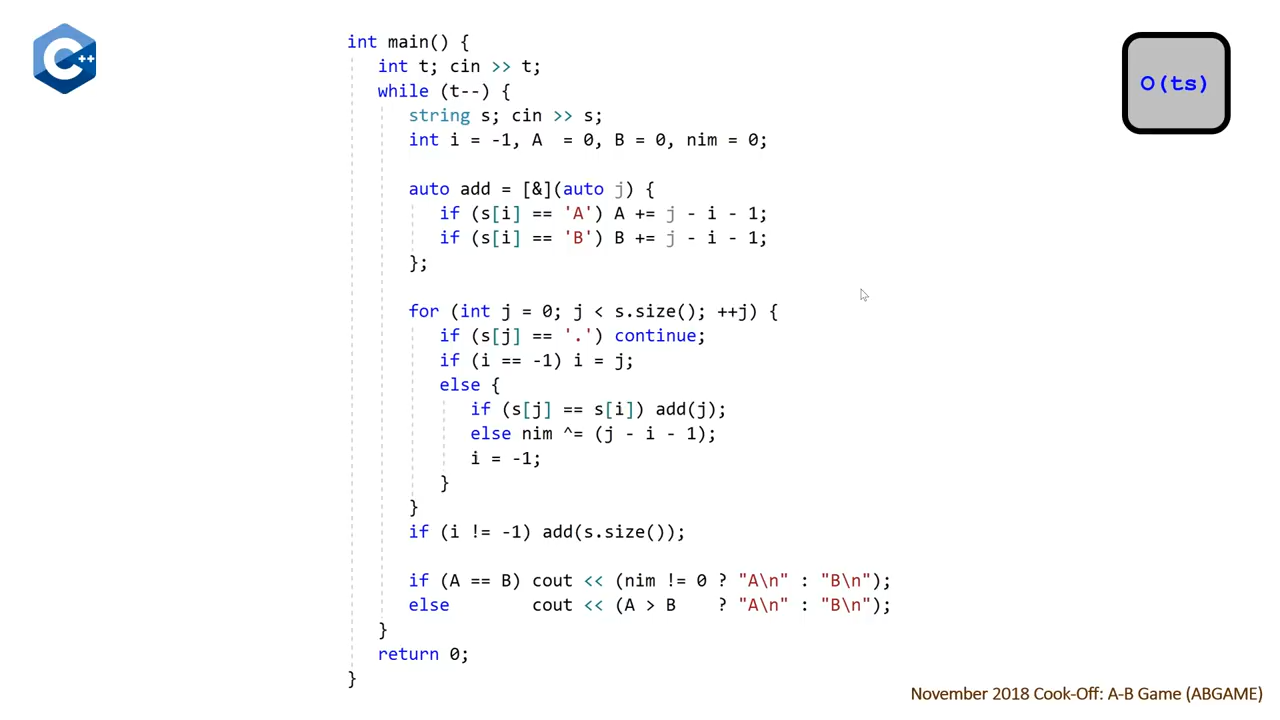 C++
O(ts)
int main() {
int t; cin >> t;
while (t--) {
string s; cin >> s;
int i = -1, A  = 0, B = 0, nim = 0;
auto add = [&](auto j) {
if (s[i] == 'A') A += j - i - 1;
if (s[i] == 'B') B += j - i - 1;
};
for (int j = 0; j < s.size(); ++j) {
if (s[j] == '.') continue;
if (i == -1) i = j;
else {
if (s[j] == s[i]) add(j);
else nim ^= (j - i - 1);
i = -1;
}
}
if (i != -1) add(s.size());
if (A == B) cout << (nim != 0 ? "A\n" : "B\n");
else        cout << (A > B    ? "A\n" : "B\n");
}
return 0;
}
November 2018 Cook-Off: A-B Game (ABGAME)